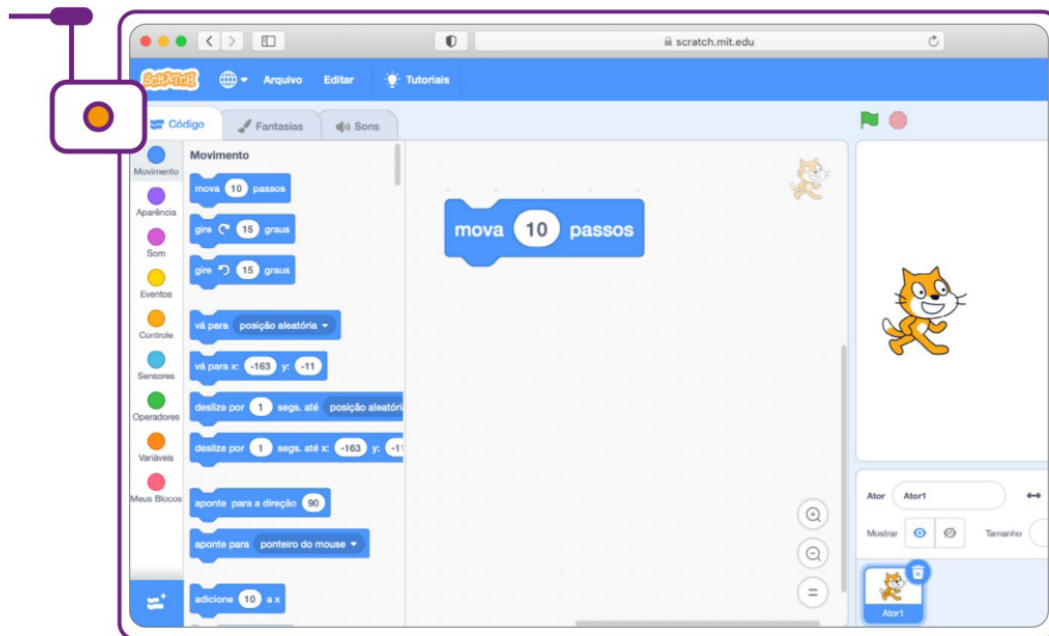 scratch.mit.edu
SCRATCH Arquivo Editar Tutoriais
Código Fantasias Sons
Movimento
Aparência
Som
Eventos
Controle
Sensores
Operadores
Variáveis
Meus Blocos
Movimento
mova 10 passos
gire 15 graus
gire 15 graus
vá para posição aleatória
vá para x: -163 y: -11
deslize por 1 segs. até posição
deslize por 1 segs. até x: -163 y:
aponte para a direção 90
aponte para ponteiro do mouse
adicione 10 a x
mova 10 passos
Ator Ator1
Mostrar Tamanho
Ator1